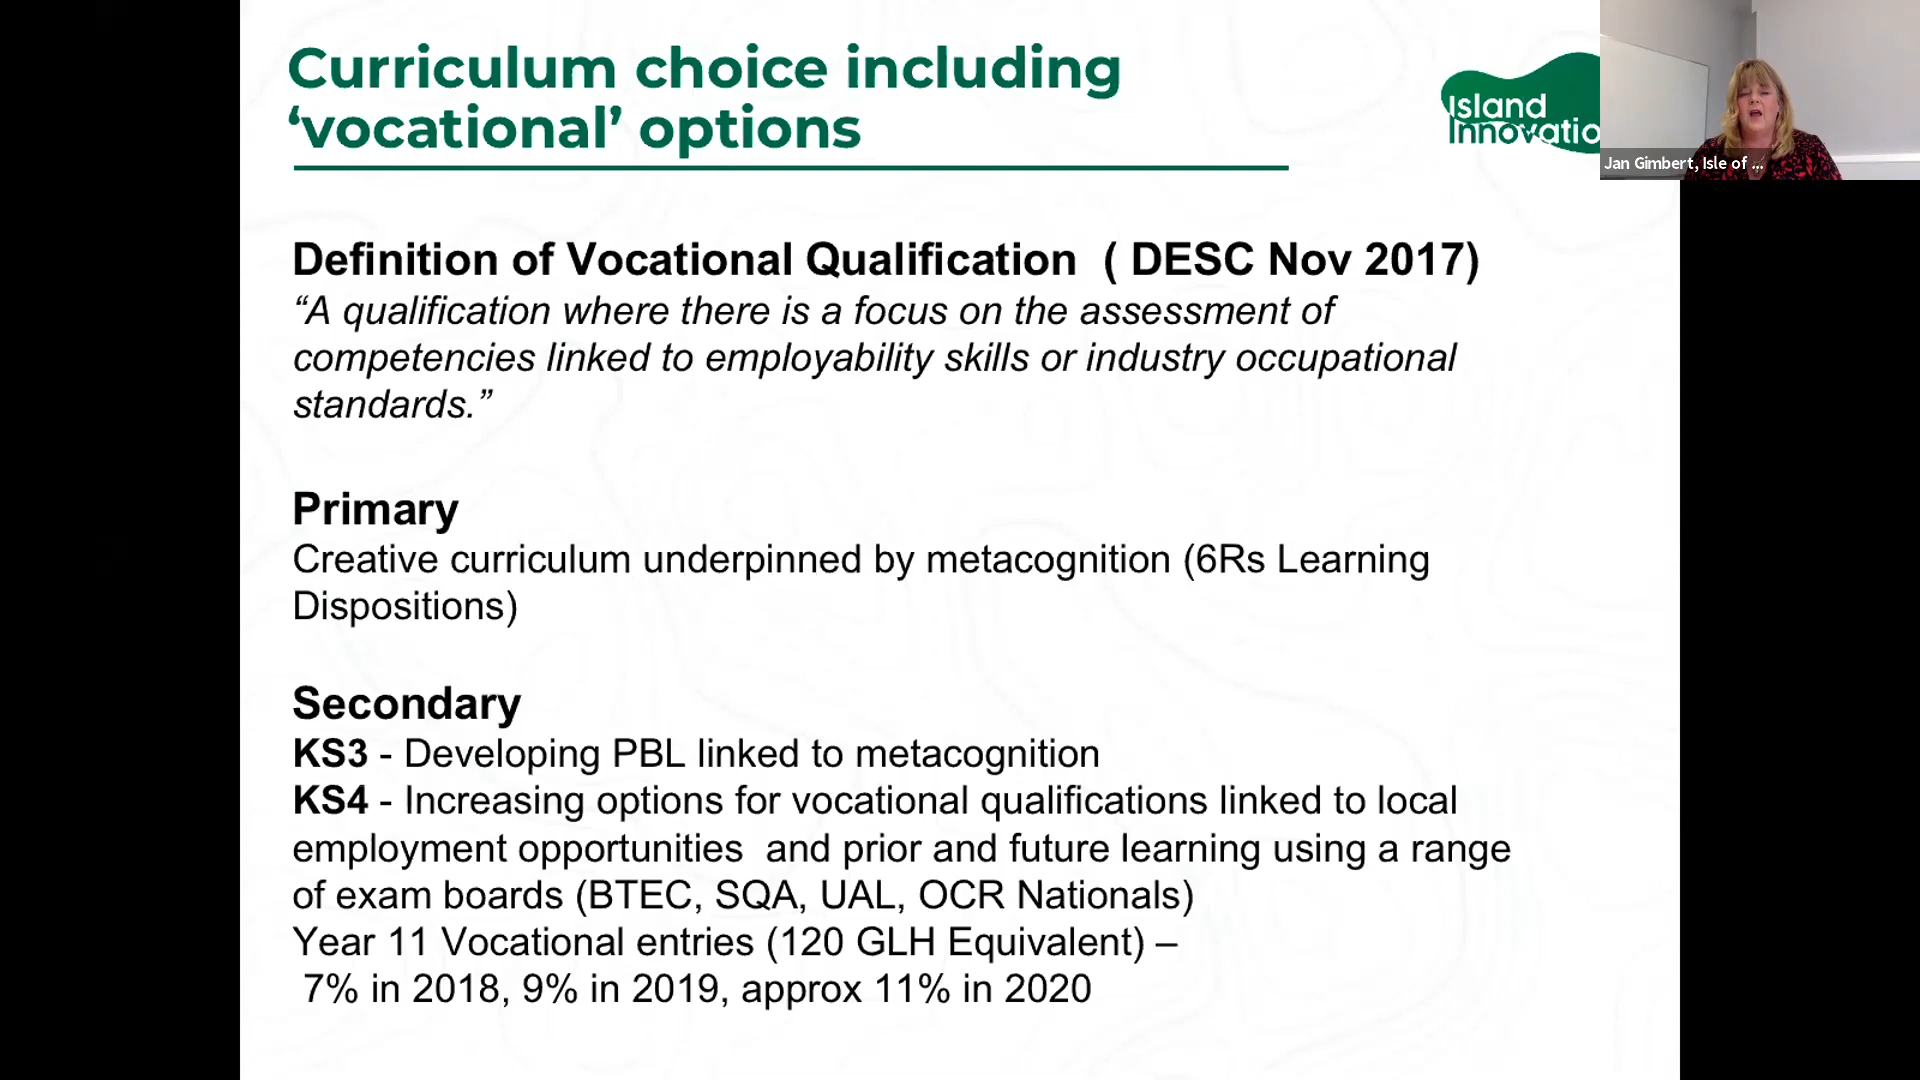 Curriculum choice including
‘vocational’ options
Island
Innovatio
Jan Gimbert, Isle of ...
Definition of Vocational Qualification  ( DESC Nov 2017)
“A qualification where there is a focus on the assessment of
competencies linked to employability skills or industry occupational
standards.”
Primary
Creative curriculum underpinned by metacognition (6Rs Learning
Dispositions)
Secondary
KS3 - Developing PBL linked to metacognition
KS4 - Increasing options for vocational qualifications linked to local
employment opportunities  and prior and future learning using a range
of exam boards (BTEC, SQA, UAL, OCR Nationals)
Year 11 Vocational entries (120 GLH Equivalent) –
7% in 2018, 9% in 2019, approx 11% in 2020